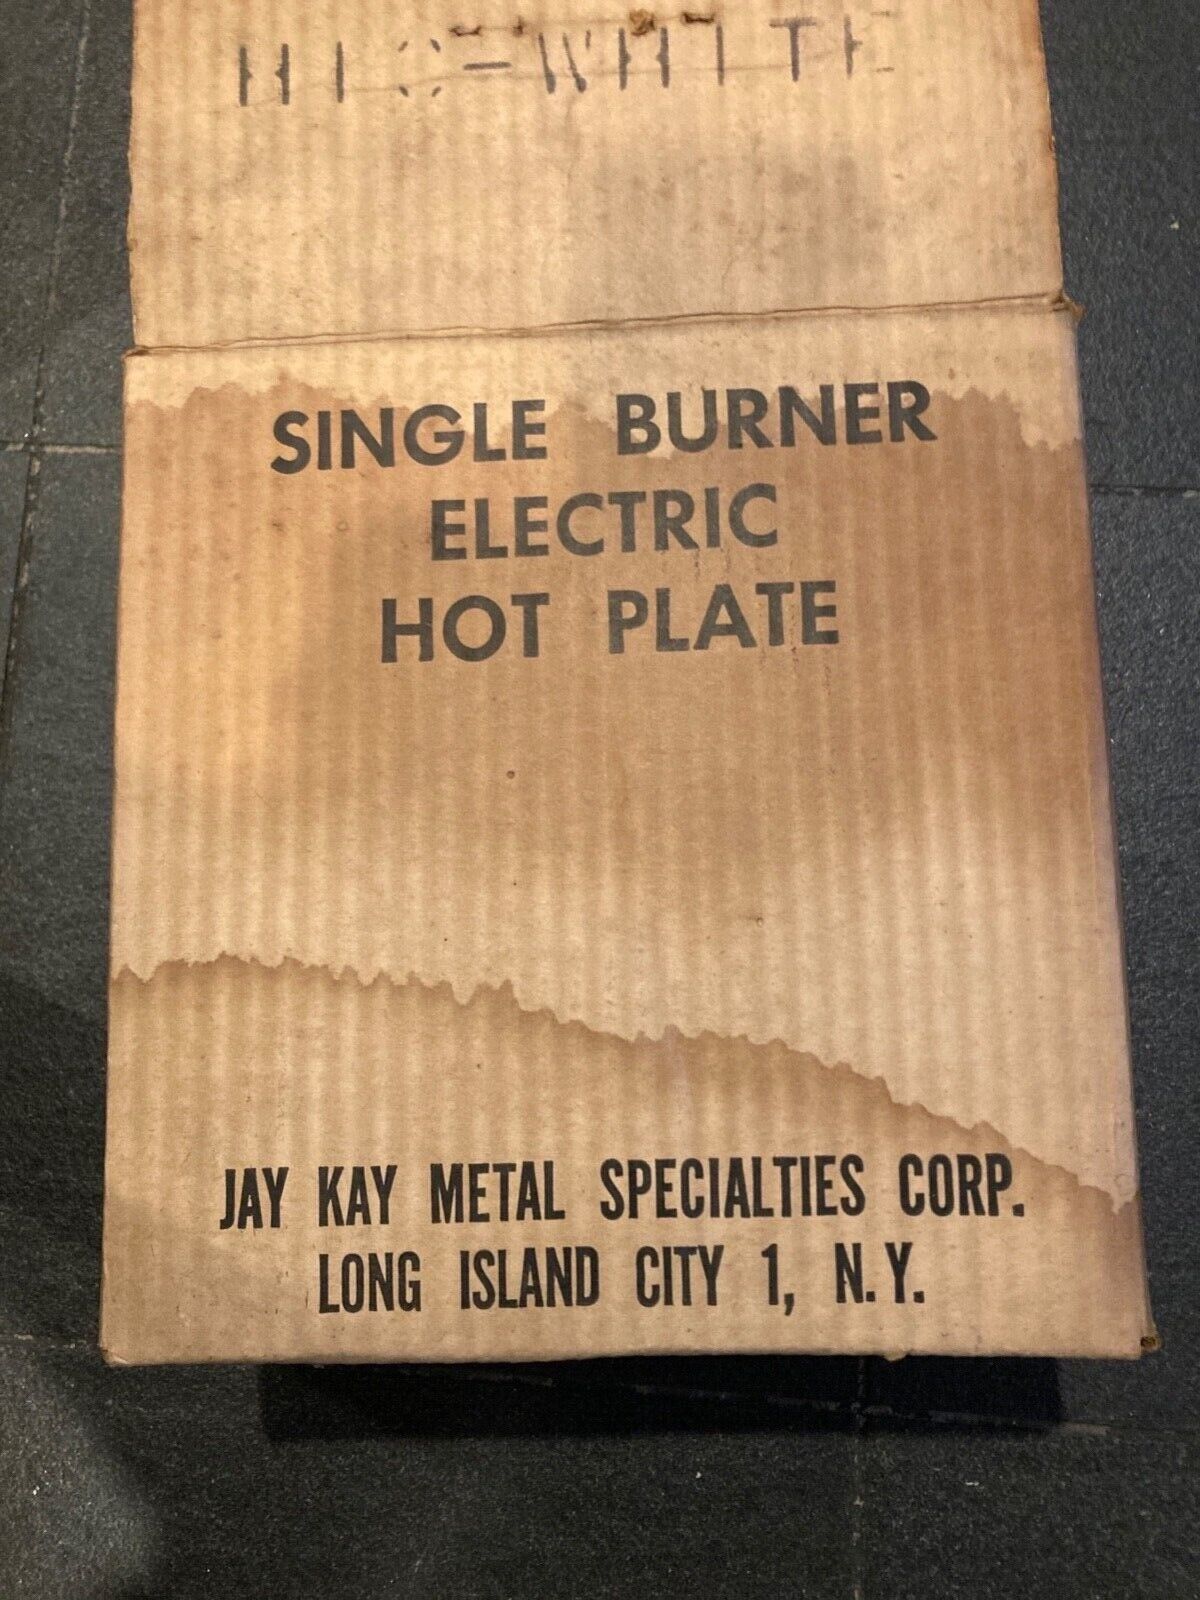 SINGLE BURNER
ELECTRIC
HOT PLATE
JAY KAY METAL SPECIALTIES CORP.
LONG ISLAND CITY 1, N.Y.